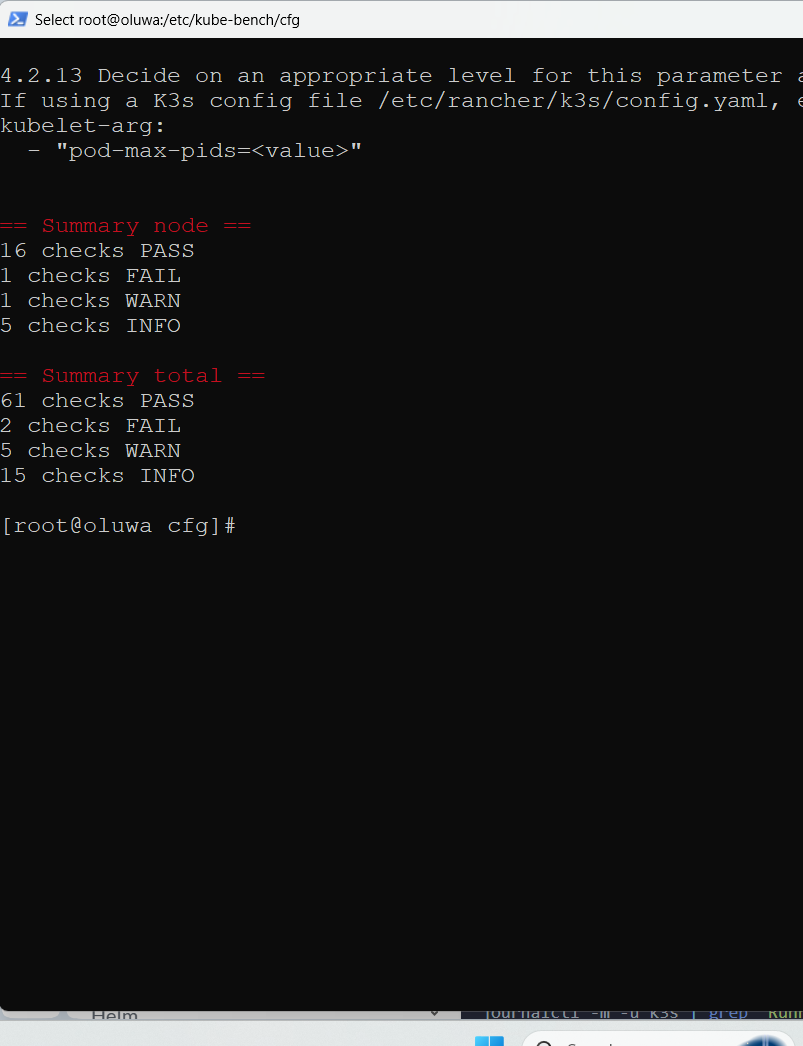 Select root@oluwa:/etc/kube-bench/cfg
4.2.13 Decide on an appropriate level for this parameter
If using a K3s config file /etc/rancher/k3s/config.yaml,
kubelet-arg:
  - "pod-max-pids=<value>"
== Summary node ==
16 checks PASS
1 checks FAIL
1 checks WARN
5 checks INFO
== Summary total ==
61 checks PASS
2 checks FAIL
5 checks WARN
15 checks INFO
[root@oluwa cfg]#
Helm
journalctl -m -u k3s | grep